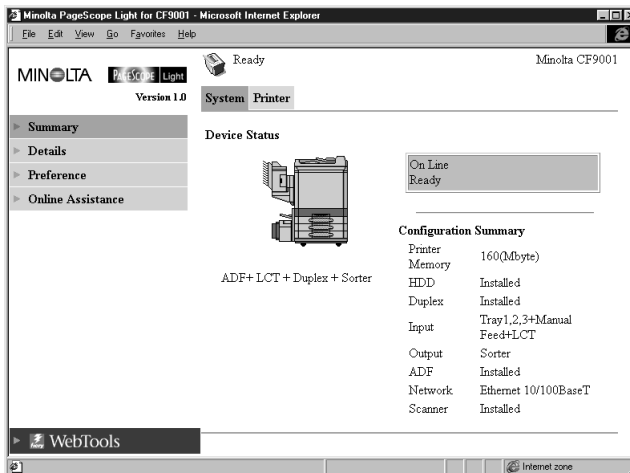 Minolta PageScope Light for CF9001 - Microsoft Internet Explorer
File Edit View Go Favorites Help
MINOLTA PAGESCOPE Light
Version 1.0
Ready
Minolta CF9001
System Printer
Summary
Details
Preference
Online Assistance
Device Status
ADF+ LCT + Duplex + Sorter
On Line
Ready
Configuration Summary
Printer
Memory
160(Mbyte)
HDD Installed
Duplex Installed
Input
Tray1,2,3+Manual
Feed+LCT
Output Sorter
ADF Installed
Network Ethernet 10/100BaseT
Scanner Installed
fiery WebTools
Internet zone